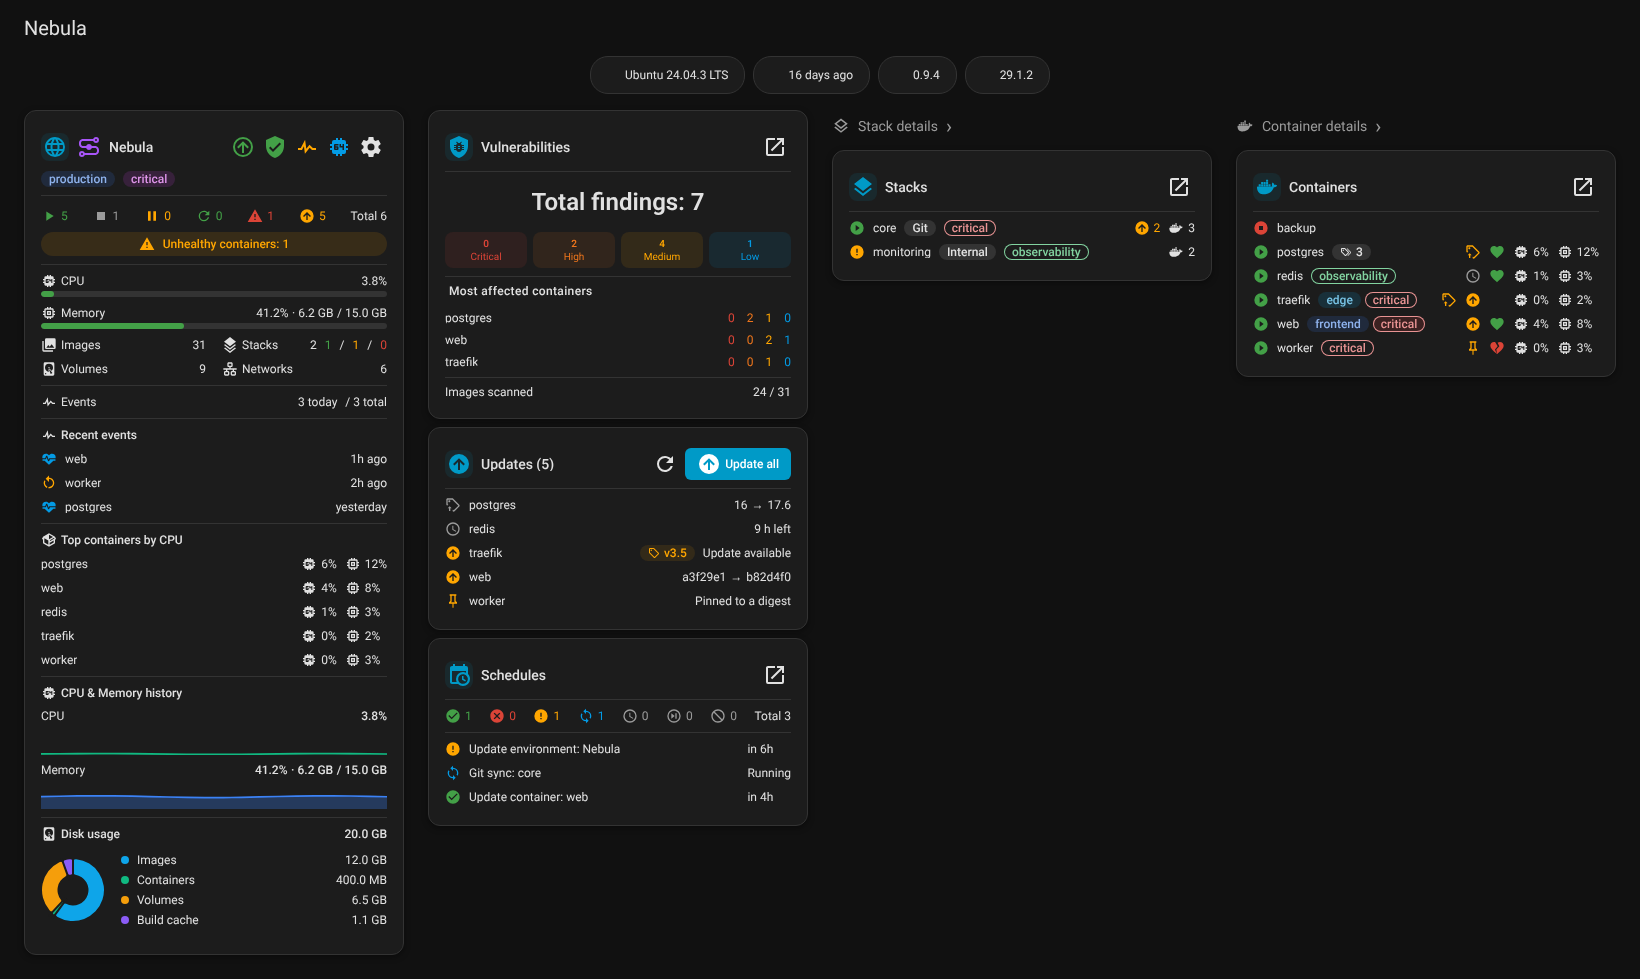 Nebula
Ubuntu 24.04.3 LTS
16 days ago
0.9.4
29.1.2
Nebula
production critical
5 1 0 0 1 5 Total 6
Unhealthy containers: 1
CPU 3.8%
Memory 41.2% · 6.2 GB / 15.0 GB
Images 31 Stacks 2 1 / 1 / 0
Volumes 9 Networks 6
Events 3 today / 3 total
Recent events
web 1h ago
worker 2h ago
postgres yesterday
Top containers by CPU
postgres 6% 12%
web 4% 8%
redis 1% 3%
traefik 0% 2%
worker 0% 3%
CPU & Memory history
CPU 3.8%
Memory 41.2% · 6.2 GB / 15.0 GB
Disk usage 20.0 GB
Images 12.0 GB
Containers 400.0 MB
Volumes 6.5 GB
Build cache 1.1 GB
Vulnerabilities
Total findings: 7
0 2 4 1
Critical High Medium Low
Most affected containers
postgres 0 2 1 0
web 0 0 2 1
traefik 0 0 1 0
Images scanned 24 / 31
Updates (5) Update all
postgres 16 → 17.6
redis 9 h left
traefik v3.5 Update available
web a3f29e1 → b82d4f0
worker Pinned to a digest
Schedules
1 0 1 1 0 0 0 Total 3
Update environment: Nebula in 6h
Git sync: core Running
Update container: web in 4h
Stack details ›
Stacks
core Git critical 2 3
monitoring Internal observability 2
Container details ›
Containers
backup
postgres 3 6% 12%
redis observability 1% 3%
traefik edge critical 0% 2%
web frontend critical 4% 8%
worker critical 0% 3%